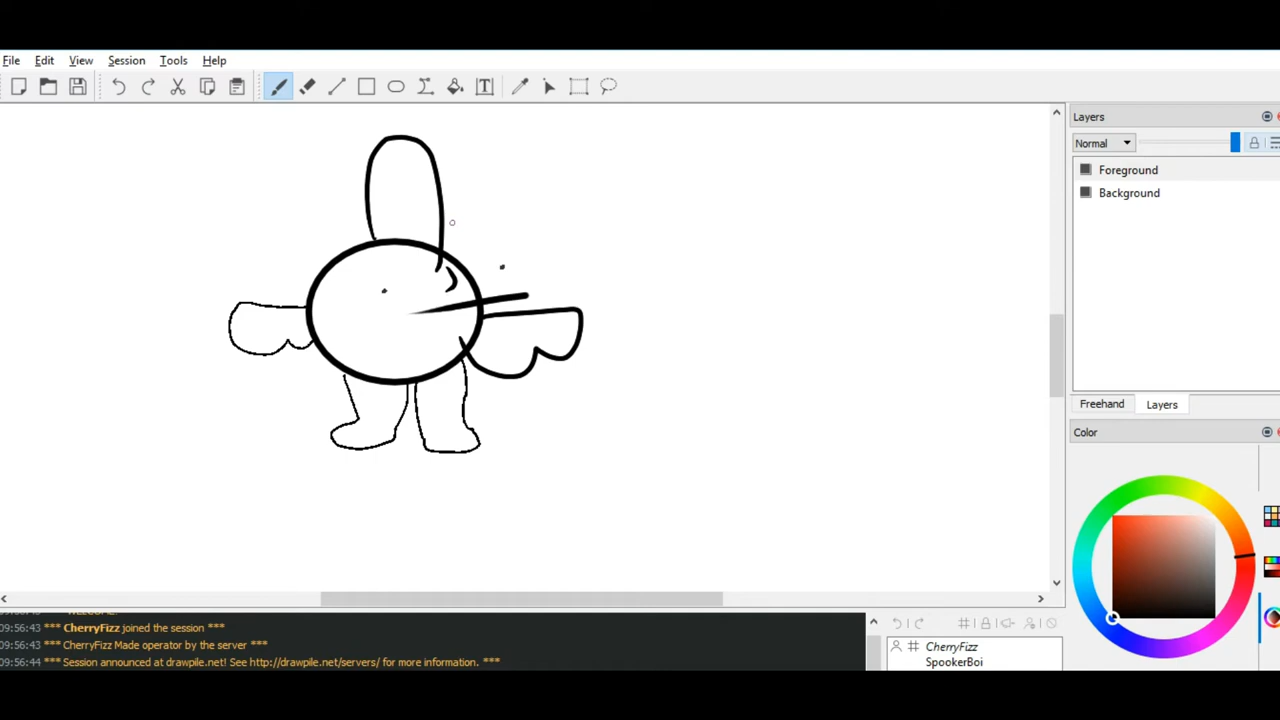 File Edit View Session Tools Help
Layers
Normal
Foreground
Background
Freehand Layers
Color
09:56:43 *** CherryFizz joined the session ***
09:56:43 *** CherryFizz Made operator by the server ***
09:56:44 *** Session announced at drawpile.net! See http://drawpile.net/servers/ for more information. ***
CherryFizz
SpookerBoi